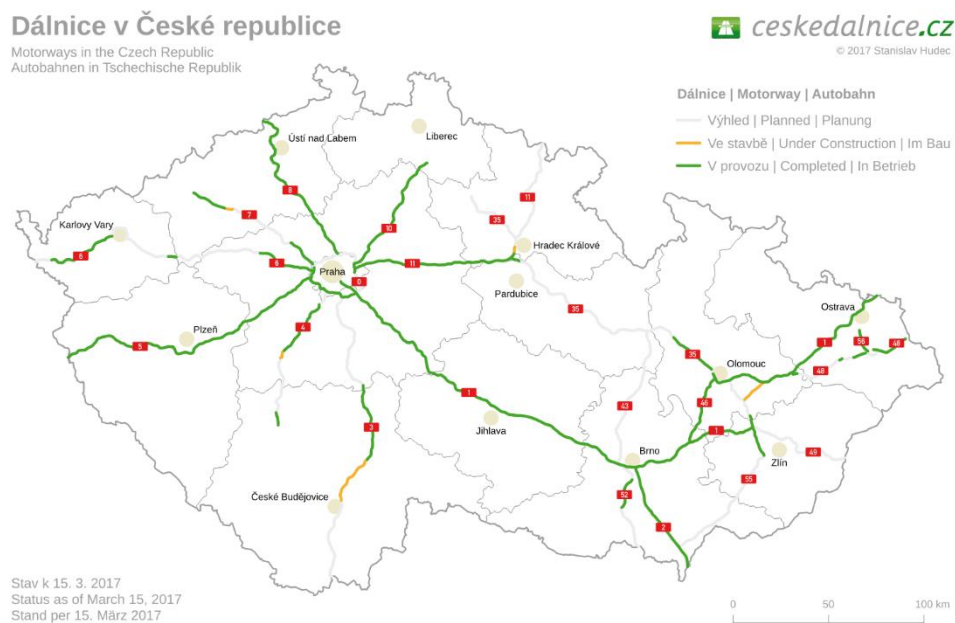 Dálnice v České republice
Motorways in the Czech Republic
Autobahnen in Tschechische Republik
ceskedalnice.cz
© 2017 Stanislav Hudec
Dálnice | Motorway | Autobahn
Výhled | Planned | Planung
Ve stavbě | Under Construction | Im Bau
V provozu | Completed | In Betrieb
Ústí nad Labem
Liberec
8
11
7
35
10
Karlovy Vary
Hradec Králové
6
6
11
Praha
0
Pardubice
35
Ostrava
4
Plzeň
5
1
56
48
35
Olomouc
48
1
43
46
3
Jihlava
1
Brno
49
Zlín
55
České Budějovice
52
2
Stav k 15. 3. 2017
Status as of March 15, 2017
Stand per 15. März 2017
0
50
100 km